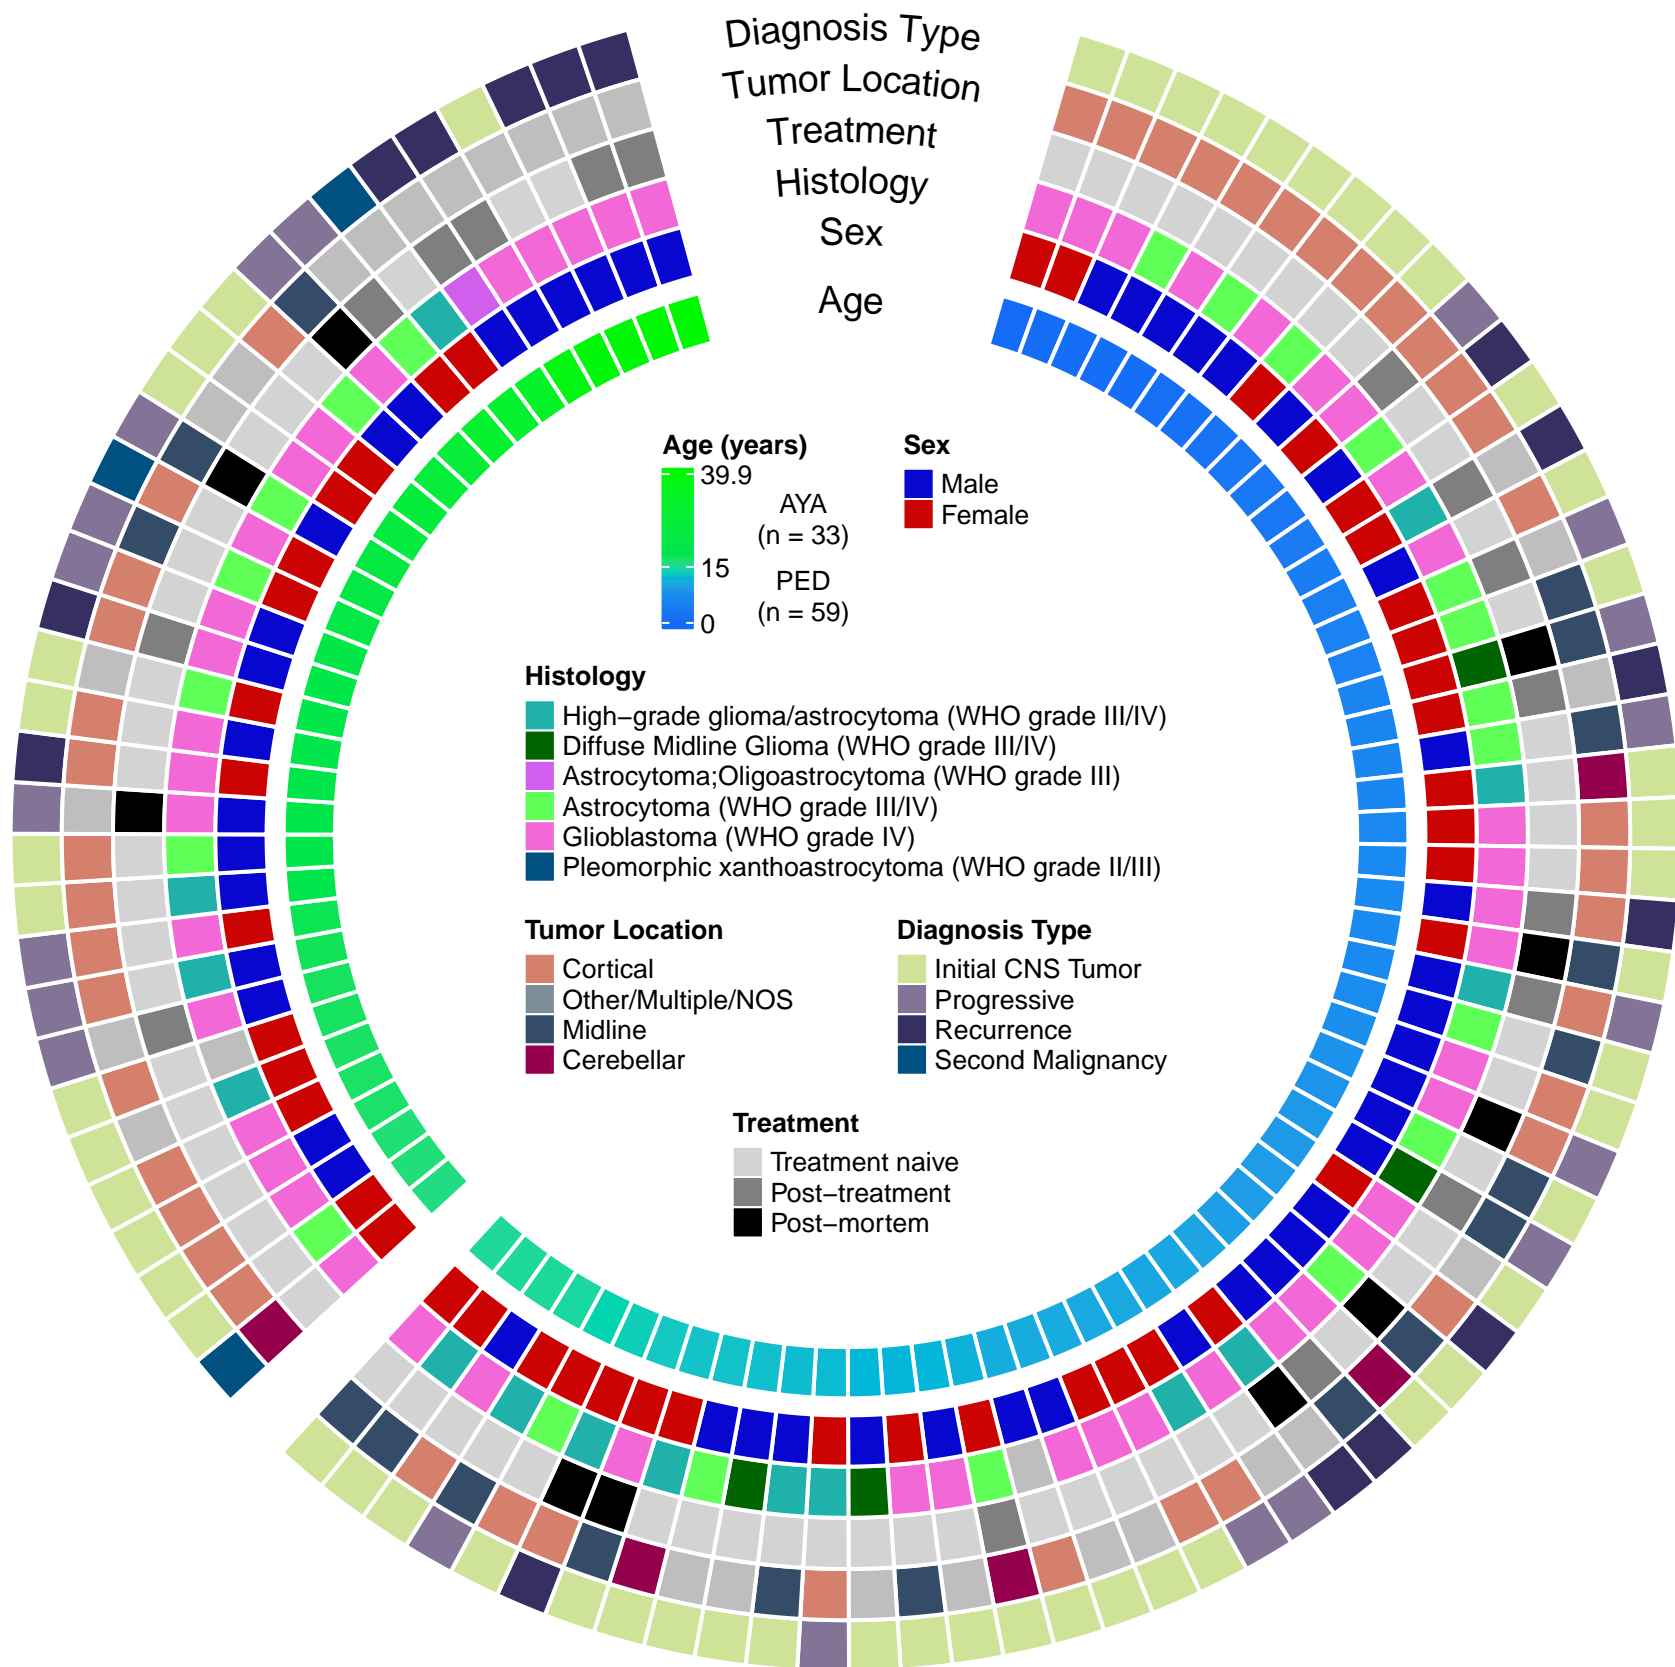 Diagnosis Type
Tumor Location
Treatment
Histology
Sex
Age
Age (years)
39.9
AYA
(n = 33)
15
PED
(n = 59)
0
Sex
Male
Female
Histology
High−grade glioma/astrocytoma (WHO grade III/IV)
Diffuse Midline Glioma (WHO grade III/IV)
Astrocytoma;Oligoastrocytoma (WHO grade III)
Astrocytoma (WHO grade III/IV)
Glioblastoma (WHO grade IV)
Pleomorphic xanthoastrocytoma (WHO grade II/III)
Tumor Location
Cortical
Other/Multiple/NOS
Midline
Cerebellar
Diagnosis Type
Initial CNS Tumor
Progressive
Recurrence
Second Malignancy
Treatment
Treatment naive
Post−treatment
Post−mortem